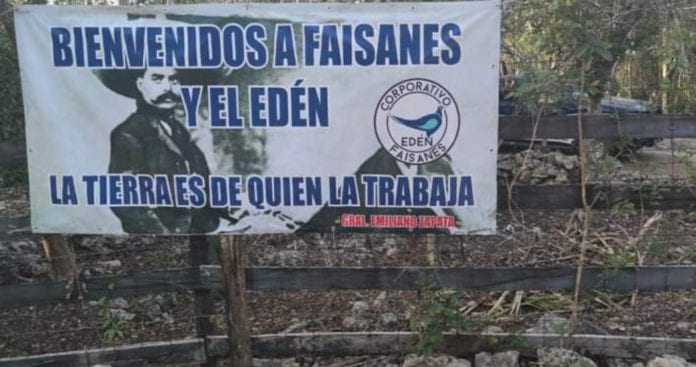 BIENVENIDOS A FAISANES
Y EL EDÉN
CORPORATIVO
EDEN
FAISANES
LA TIERRA ES DE QUIEN LA TRABAJA
- GRAL. EMILIANO ZAPATA -